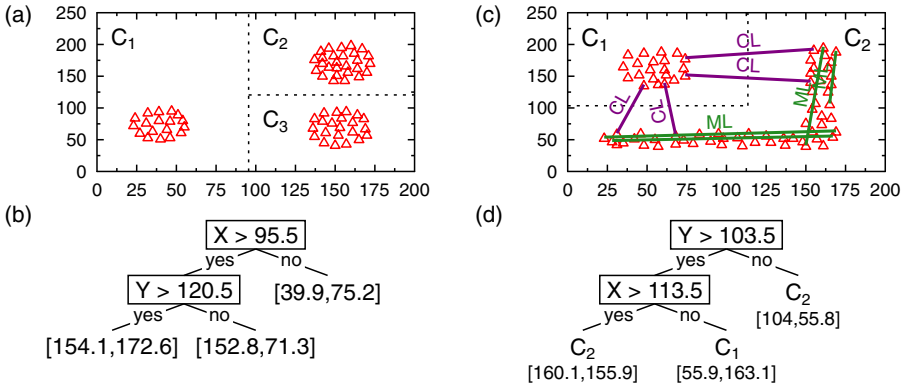 (a)
250
200
150
100
50
0
0 25 50 75 100 125 150 175 200
C1
C2
C3
(c)
250
200
150
100
50
0
0 25 50 75 100 125 150 175 200
C1
C2
CL
CL
CL
CL
ML
ML
ML
(b)
X > 95.5
yes no
Y > 120.5 [39.9,75.2]
yes no
[154.1,172.6] [152.8,71.3]
(d)
Y > 103.5
yes no
X > 113.5 C2
[104,55.8]
yes no
C2 C1
[160.1,155.9] [55.9,163.1]